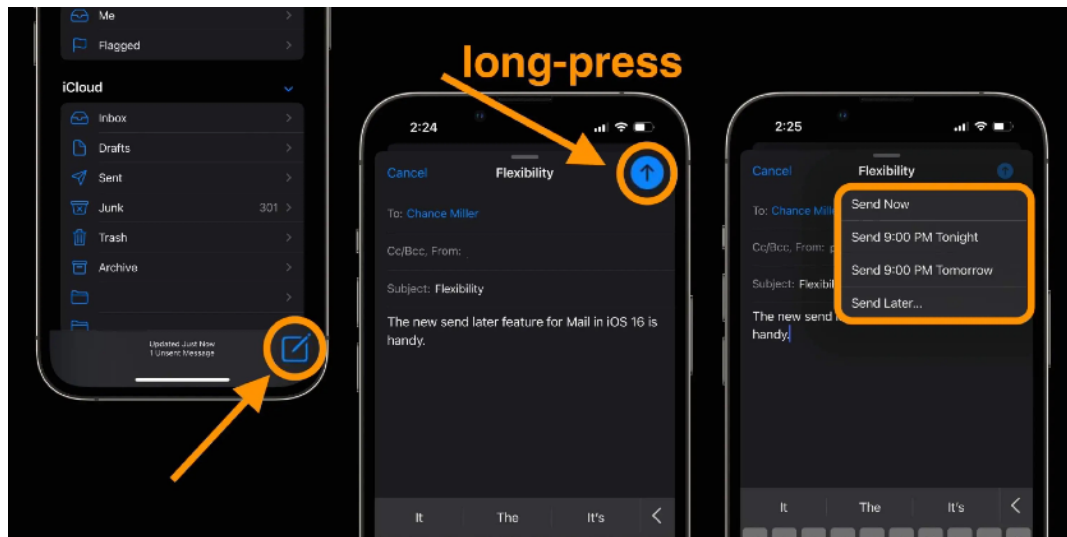 long-press
Me
Flagged
iCloud
Inbox
Drafts
Sent
Junk 301
Trash
Archive
Updated Just Now
1 Unsent Message
2:24
Cancel Flexibility
To: Chance Miller
Cc/Bcc, From:
Subject: Flexibility
The new send later feature for Mail in iOS 16 is
handy.
It The It's
2:25
Cancel Flexibility
To: Chance Mille
Cc/Bcc, From: p
Subject: Flexibil
The new send l
handy.
Send Now
Send 9:00 PM Tonight
Send 9:00 PM Tomorrow
Send Later...
It The It's